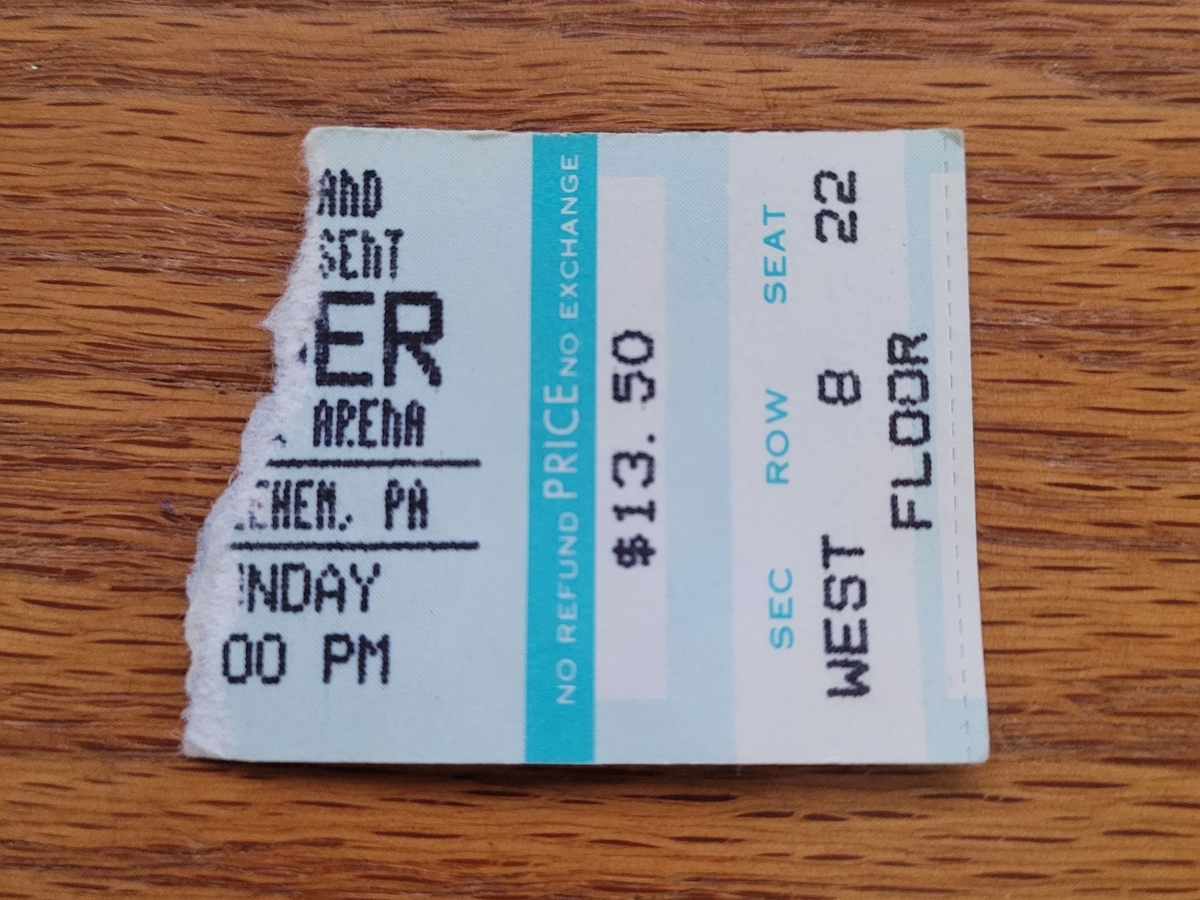 AND
SENT
ER
ARENA
EHEM, PA
NDAY
00 PM
NO REFUND PRICE NO EXCHANGE
$13.50
SEC ROW SEAT
WEST 8 22
FLOOR